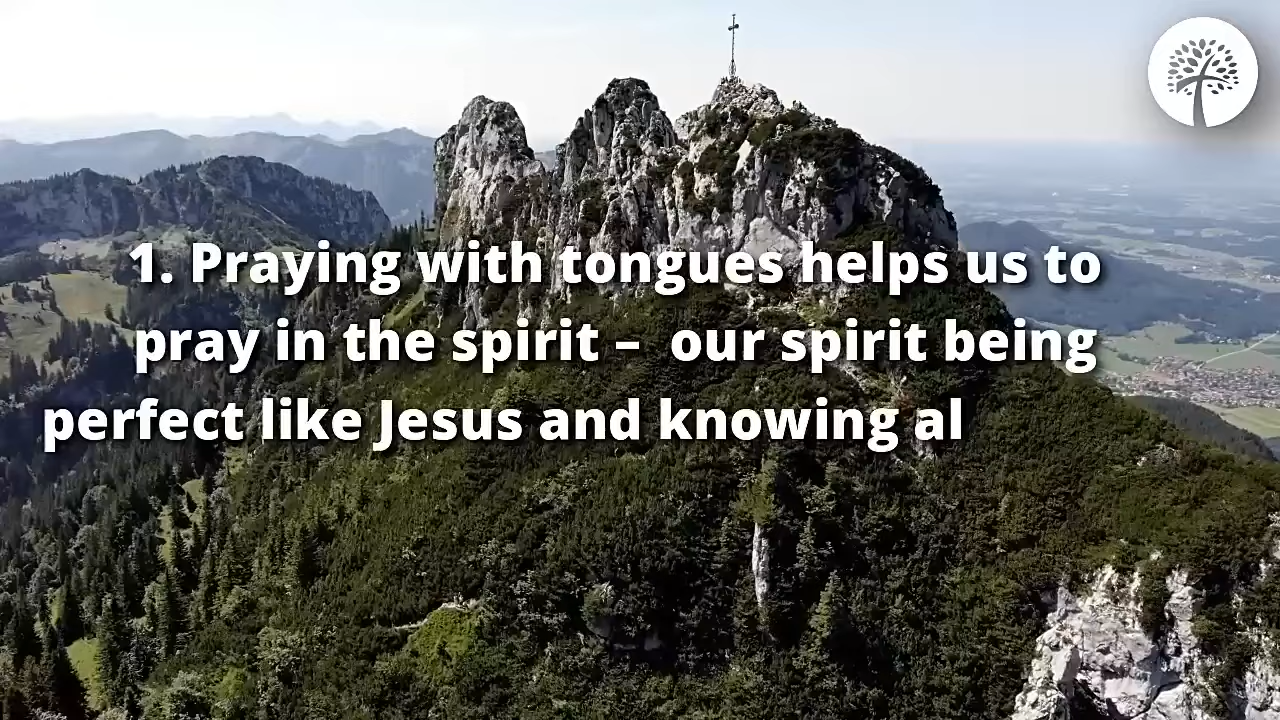 1. Praying with tongues helps us to
pray in the spirit – our spirit being
perfect like Jesus and knowing al